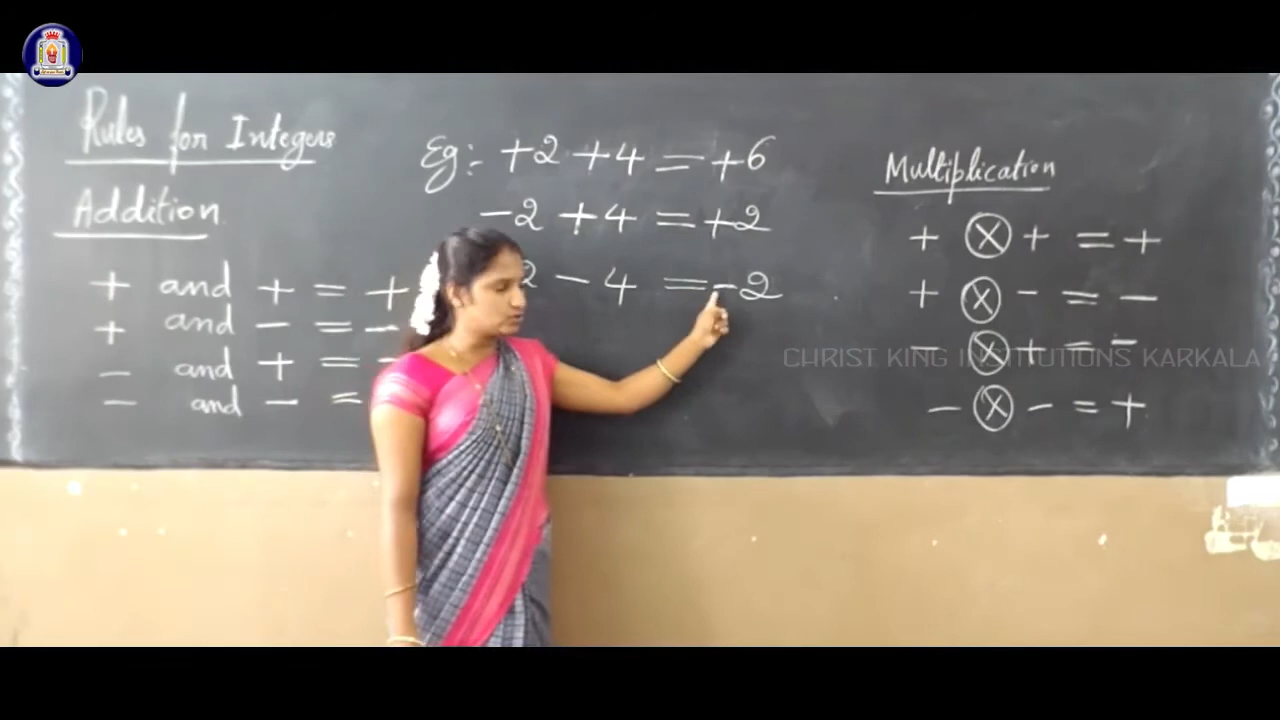 Rules for Integers
Addition
+ and + = +
+ and - = -
- and + = -
- and - =
Eg:- +2 +4 = +6
-2 +4 = +2
2 - 4 = -2
Multiplication
+ ⓧ + = +
+ ⓧ - = -
- ⓧ + = -
- ⓧ - = +
CHRIST KING INSTITUTIONS KARKALA